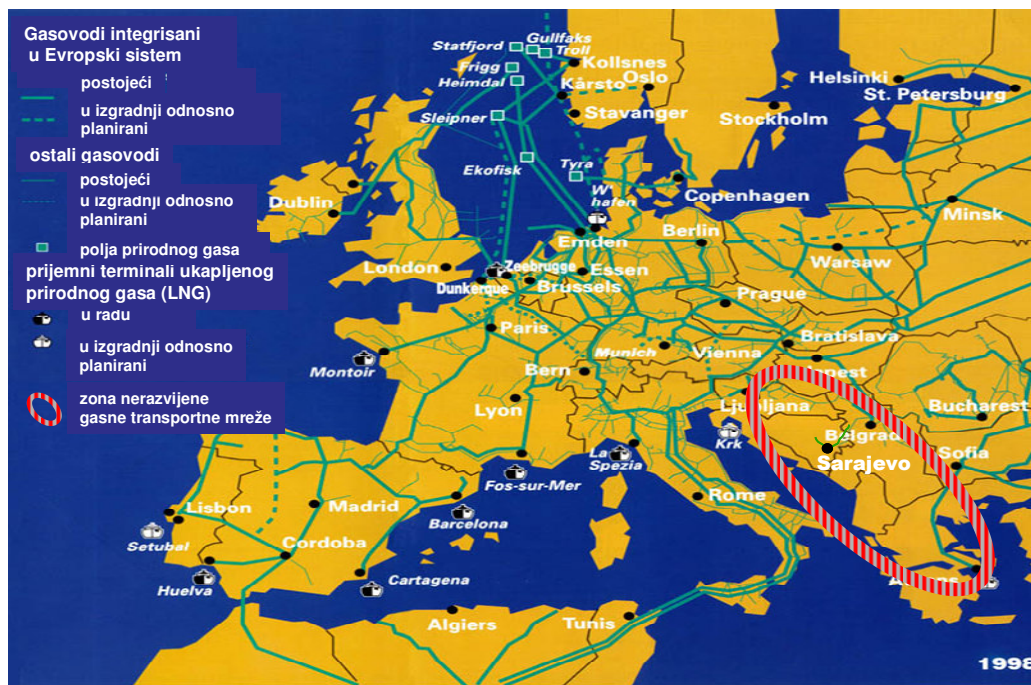 Gasovodi integrisani
u Evropski sistem
postojeći
u izgradnji odnosno
planirani
ostali gasovodi
postojeći
u izgradnji odnosno
planirani
polja prirodnog gasa
prijemni terminali ukapljenog
prirodnog gasa (LNG)
u radu
u izgradnji odnosno
planirani
zona nerazvijene
gasne transportne mreže
Statfjord
Gullfaks
Troll
Frigg
Heimdal
Kollsnes
Kårsto
Oslo
Stavanger
Sleipner
Ekofisk
Tyra
W'
hafen
Helsinki
St. Petersburg
Stockholm
Copenhagen
Minsk
Dublin
London
Emden
Berlin
Warsaw
Zeebrugge
Dunkerque
Essen
Brussels
Prague
Paris
Munich
Vienna
Bratislava
Montoir
Bern
Lyon
Ljubljana
Krk
Bucharest
Sarajevo
Sofia
La
Spezia
Fos-sur-Mer
Rome
Lisbon
Madrid
Barcelona
Setubal
Cordoba
Huelva
Cartagena
Algiers
Tunis
1998